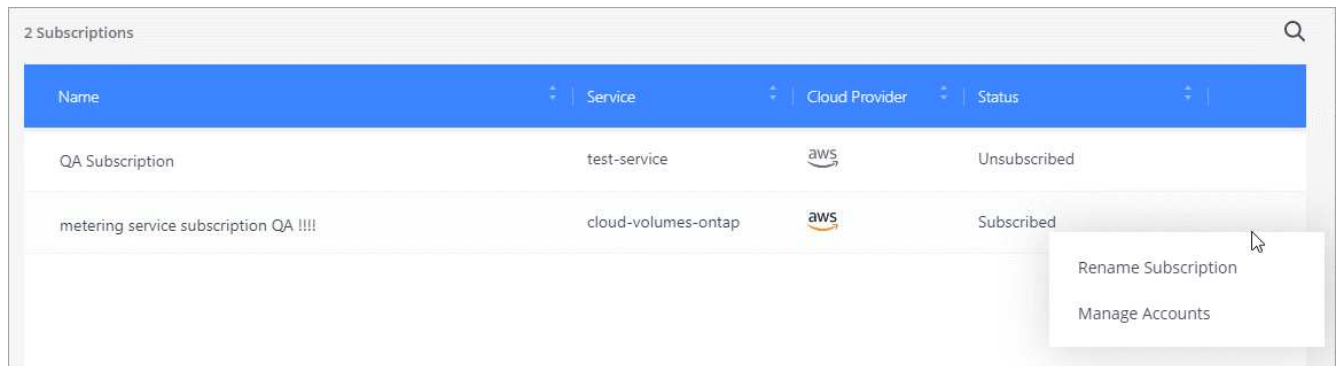 2 Subscriptions
Name Service Cloud Provider Status
QA Subscription test-service aws Unsubscribed
metering service subscription QA !!!! cloud-volumes-ontap aws Subscribed
Rename Subscription
Manage Accounts